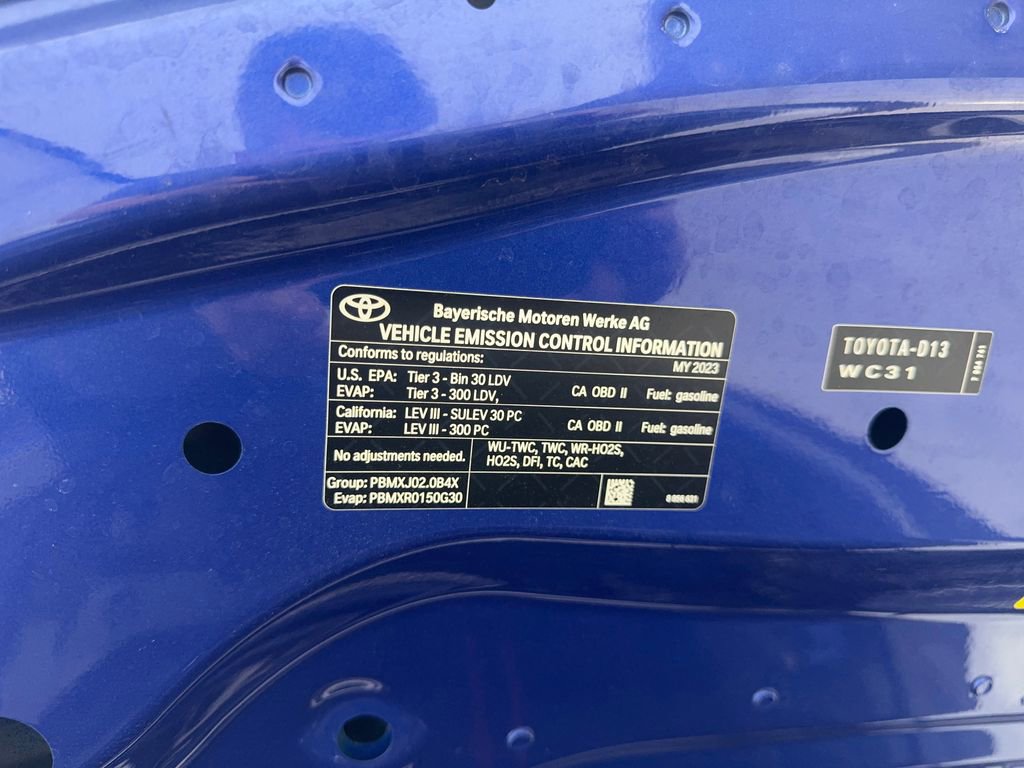 Bayerische Motoren Werke AG
VEHICLE EMISSION CONTROL INFORMATION
Conforms to regulations: MY 2023
U.S. EPA: Tier 3 - Bin 30 LDV
EVAP: Tier 3 - 300 LDV, CA OBD II Fuel: gasoline
California: LEV III - SULEV 30 PC
EVAP: LEV III - 300 PC CA OBD II Fuel: gasoline
No adjustments needed.
WU-TWC, TWC, WR-HO2S,
HO2S, DFI, TC, CAC
Group: PBMXJ02.0B4X
Evap: PBMXR0150G30
TOYOTA-D13
WC31